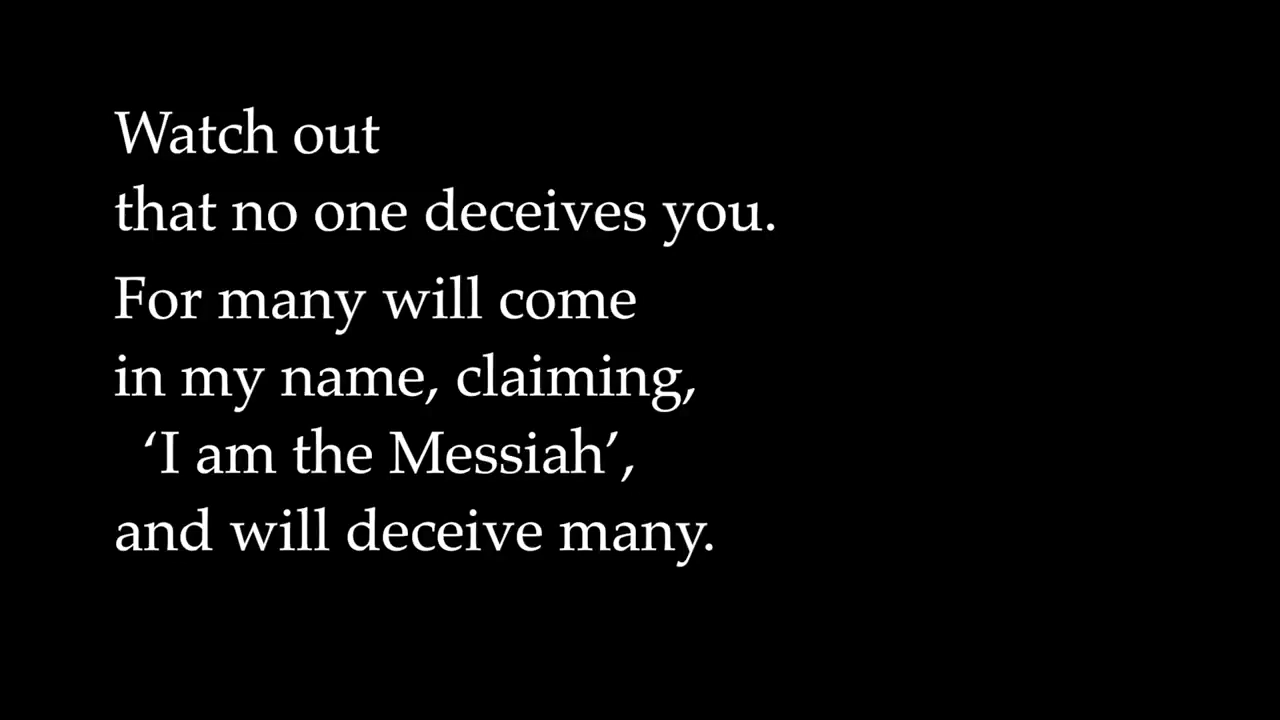 Watch out
that no one deceives you.
For many will come
in my name, claiming,
‘I am the Messiah’,
and will deceive many.